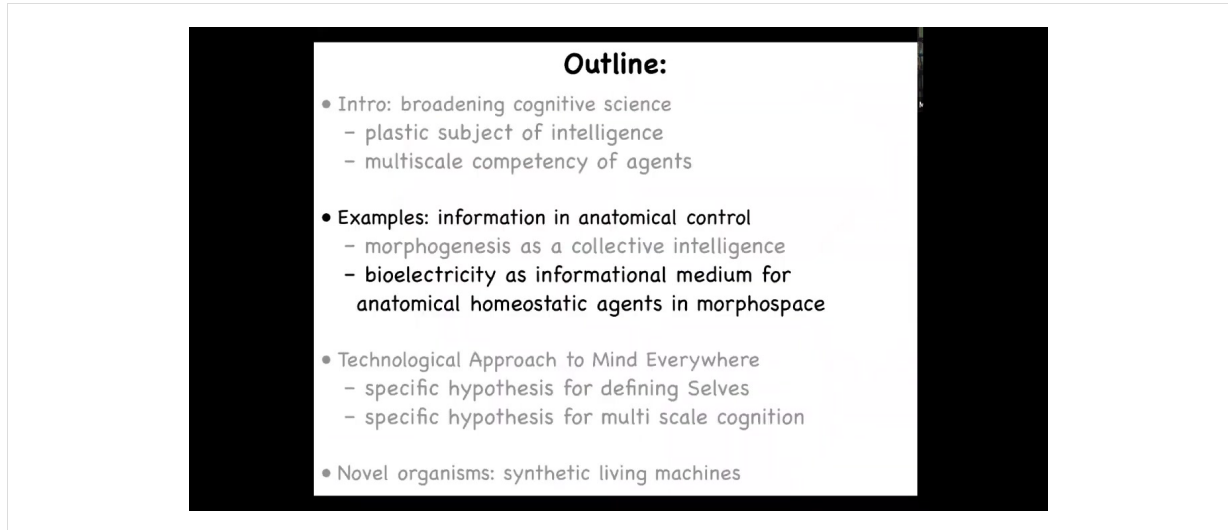 Outline:
• Intro: broadening cognitive science
– plastic subject of intelligence
– multiscale competency of agents
• Examples: information in anatomical control
– morphogenesis as a collective intelligence
– bioelectricity as informational medium for
anatomical homeostatic agents in morphospace
• Technological Approach to Mind Everywhere
– specific hypothesis for defining Selves
– specific hypothesis for multi scale cognition
• Novel organisms: synthetic living machines